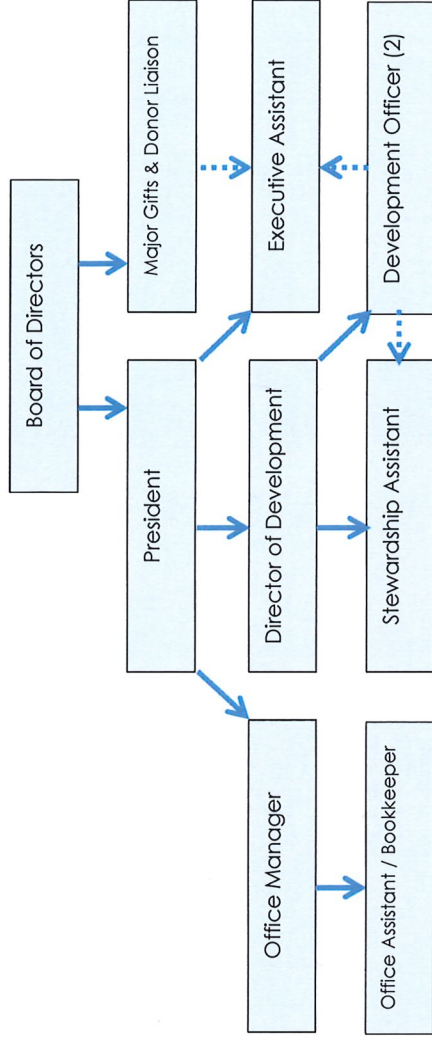 Board of Directors
President
Major Gifts & Donor Liaison
Office Manager
Director of Development
Executive Assistant
Office Assistant / Bookkeeper
Stewardship Assistant
Development Officer (2)